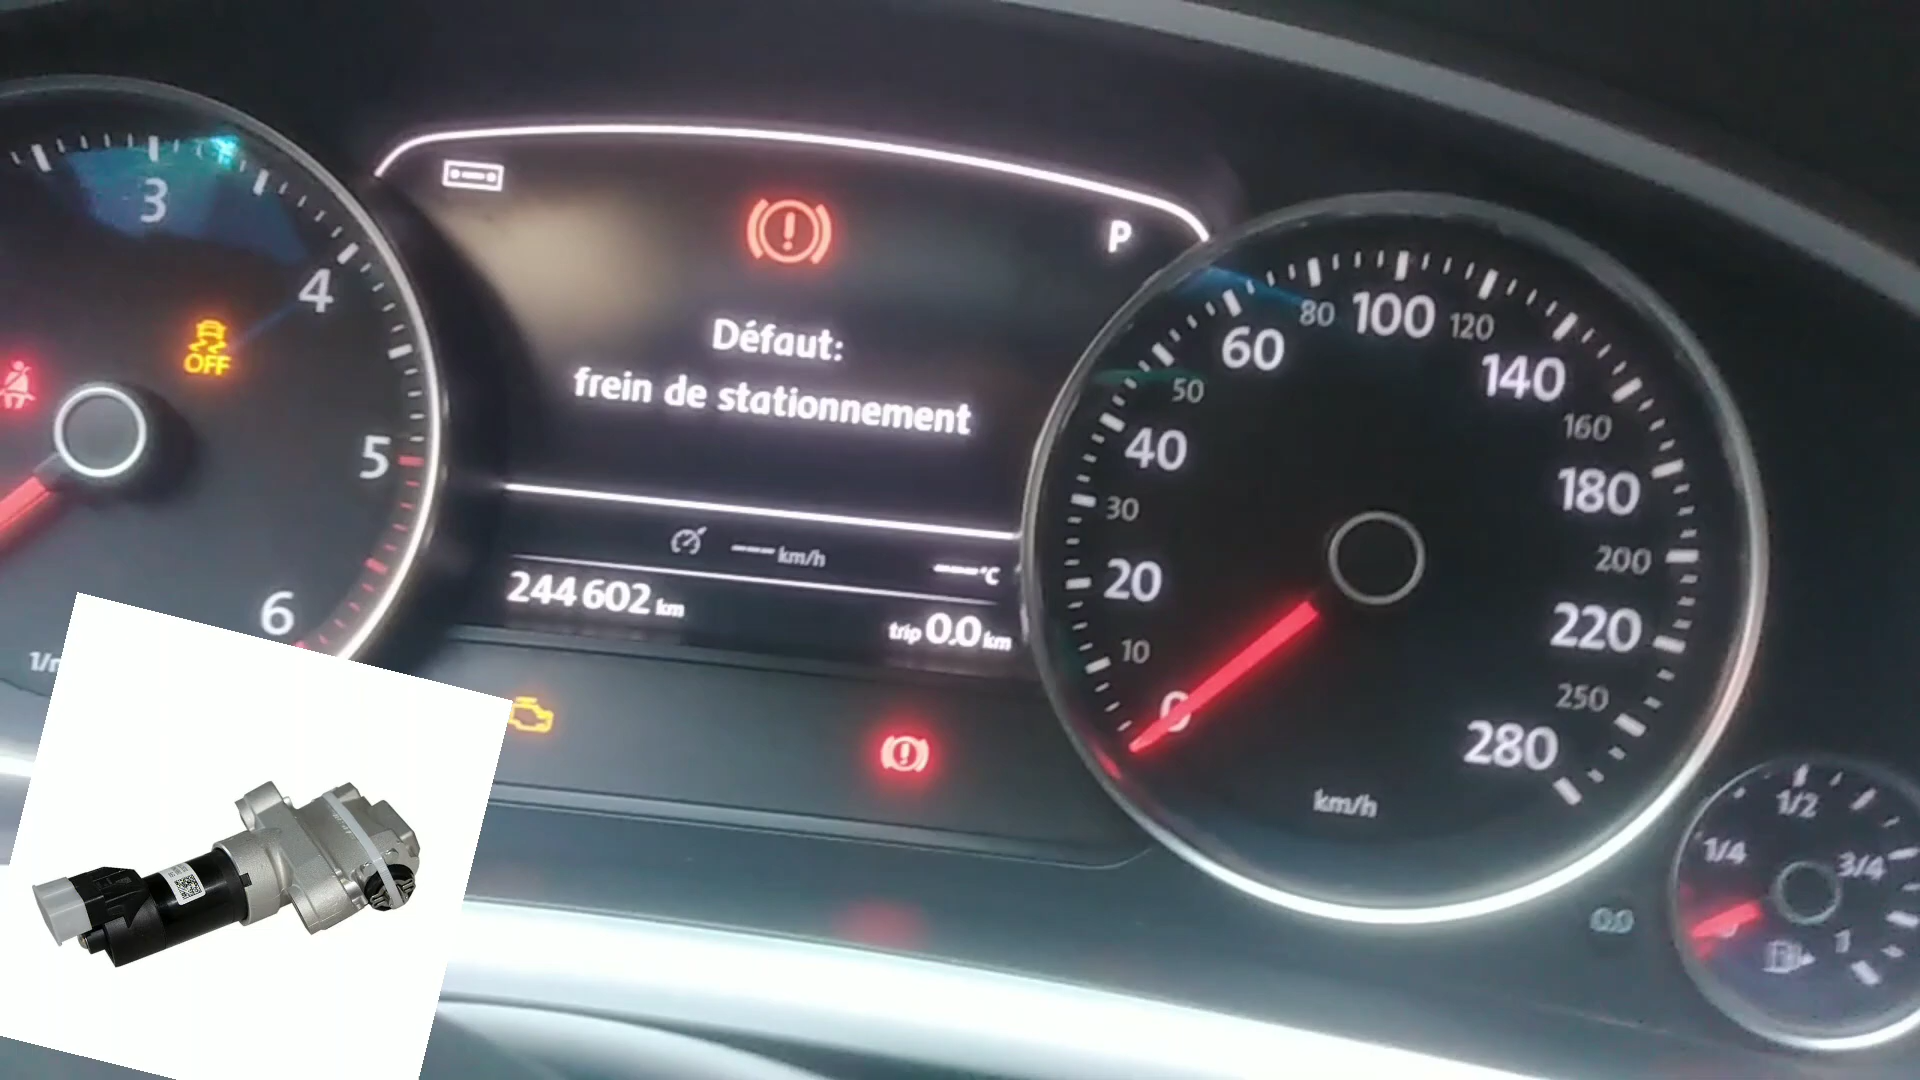 3
4
OFF
5
6
P
Défaut:
frein de stationnement
--- km/h
--- °C
244602 km
trip 0.0 km
0
10
20
30
40
50
60
80
100
120
140
160
180
200
220
250
280
km/h
1/4
1/2
3/4
1